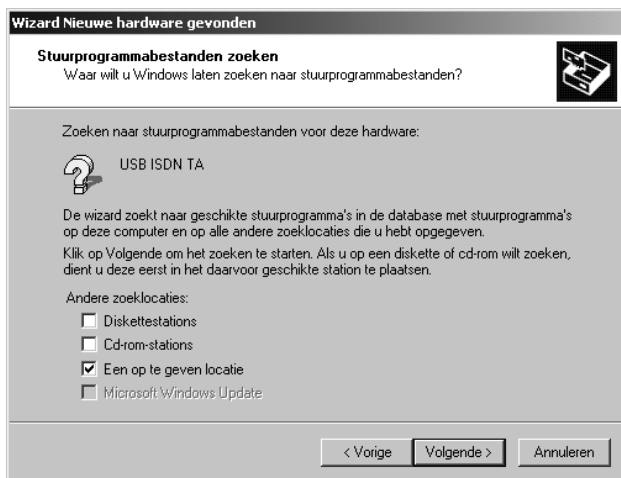 Wizard Nieuwe hardware gevonden
Stuurprogrammabestanden zoeken
Waar wilt u Windows laten zoeken naar stuurprogrammabestanden?
Zoeken naar stuurprogrammabestanden voor deze hardware:
USB ISDN TA
De wizard zoekt naar geschikte stuurprogramma's in de database met stuurprogramma's
op deze computer en op alle andere zoeklocaties die u hebt opgegeven.
Klik op Volgende om het zoeken te starten. Als u op een diskette of cd-rom wilt zoeken,
dient u deze eerst in het daarvoor geschikte station te plaatsen.
Andere zoeklocaties:
Diskettestations
Cd-rom-stations
Een op te geven locatie
Microsoft Windows Update
< Vorige Volgende > Annuleren